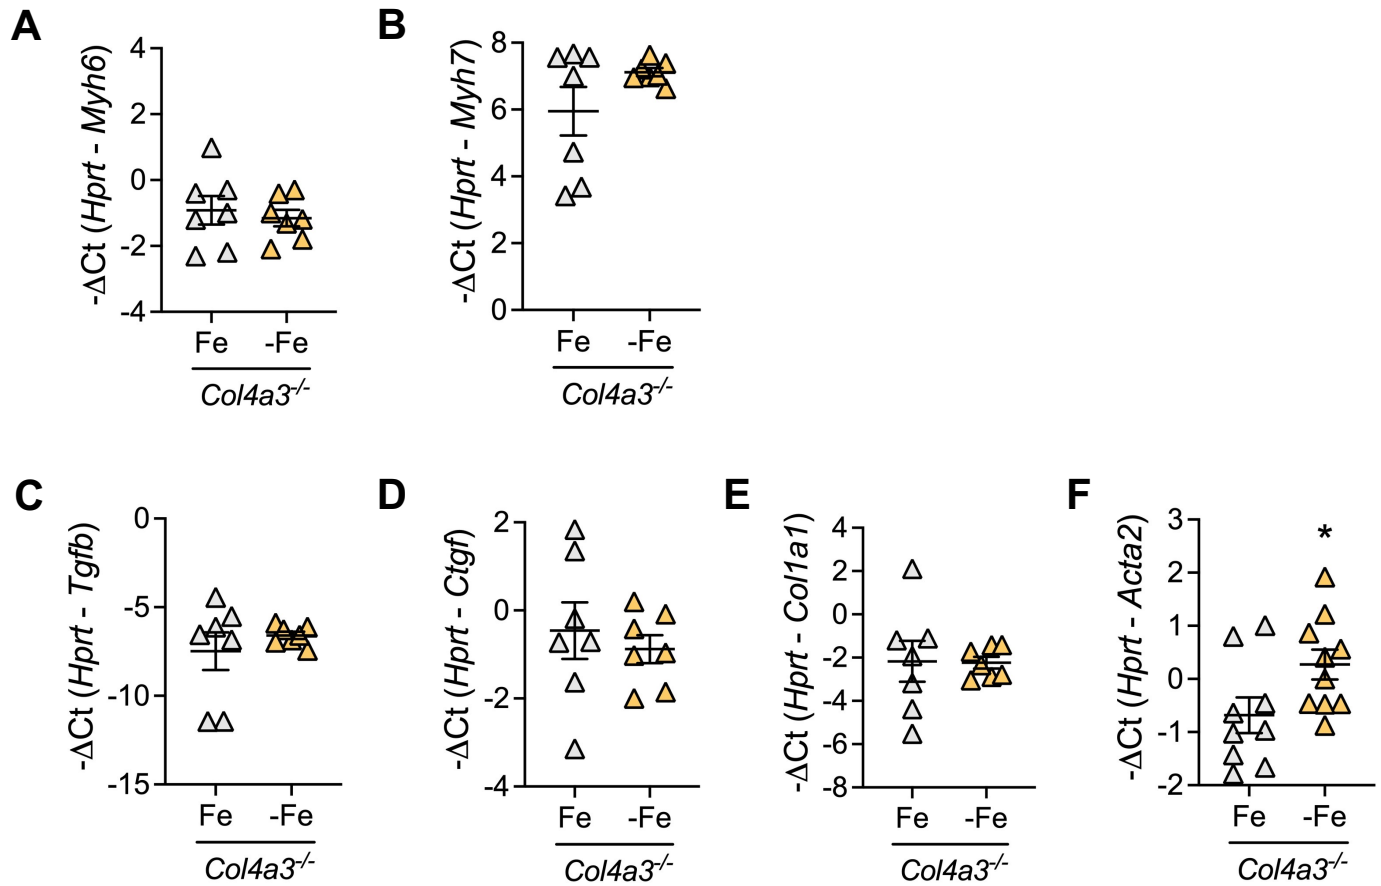 A
-ΔCt (Hprt - Myh6)
4
2
0
-2
-4
Fe -Fe
Col4a3-/-
B
-ΔCt (Hprt - Myh7)
8
6
4
2
0
Fe -Fe
Col4a3-/-
C
-ΔCt (Hprt - Tgfb)
0
-5
-10
-15
Fe -Fe
Col4a3-/-
D
-ΔCt (Hprt - Ctgf)
2
0
-2
-4
Fe -Fe
Col4a3-/-
E
-ΔCt (Hprt - Col1a1)
4
2
0
-2
-4
-6
-8
Fe -Fe
Col4a3-/-
F
-ΔCt (Hprt - Acta2)
3
2
1
0
-1
-2
*
Fe -Fe
Col4a3-/-